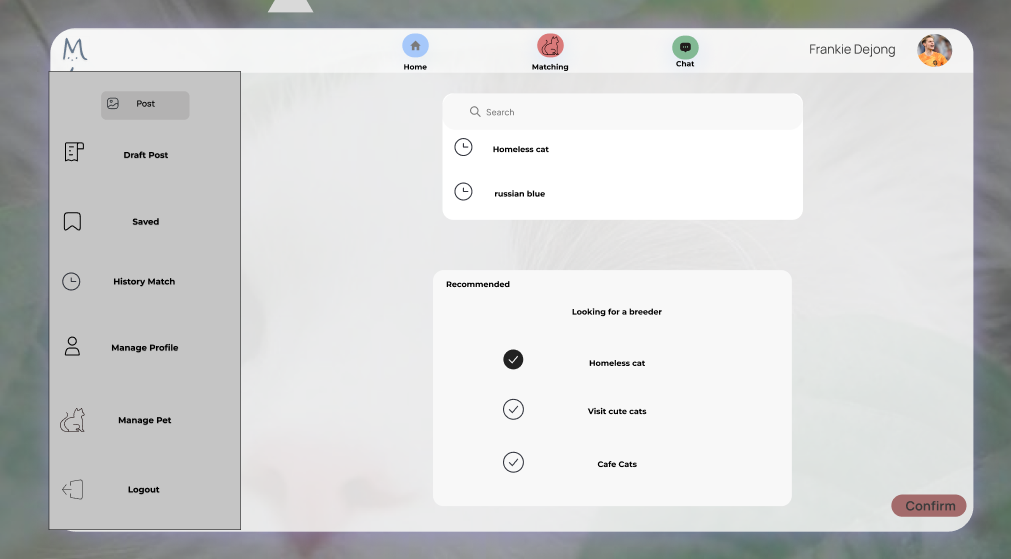 M
Home
Matching
Chat
Frankie Dejong
Post
Draft Post
Saved
History Match
Manage Profile
Manage Pet
Logout
Search
Homeless cat
russian blue
Recommended
Looking for a breeder
Homeless cat
Visit cute cats
Cafe Cats
Confirm